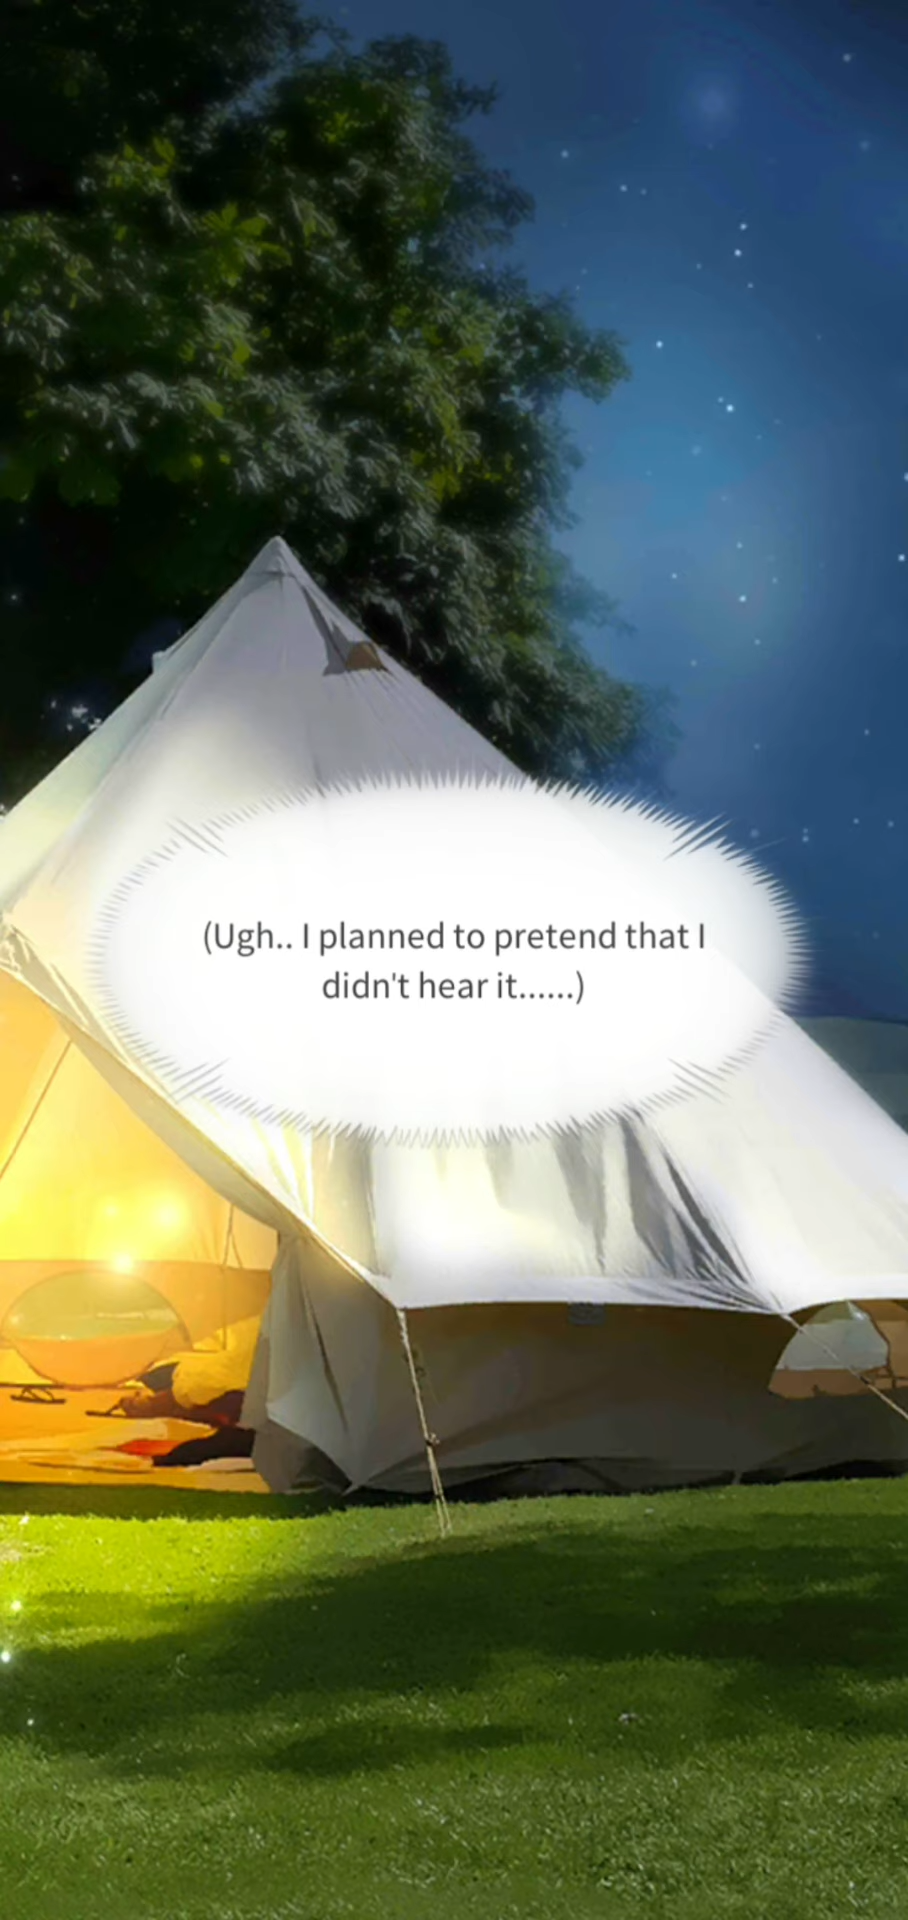 (Ugh.. I planned to pretend that I
didn't hear it......)